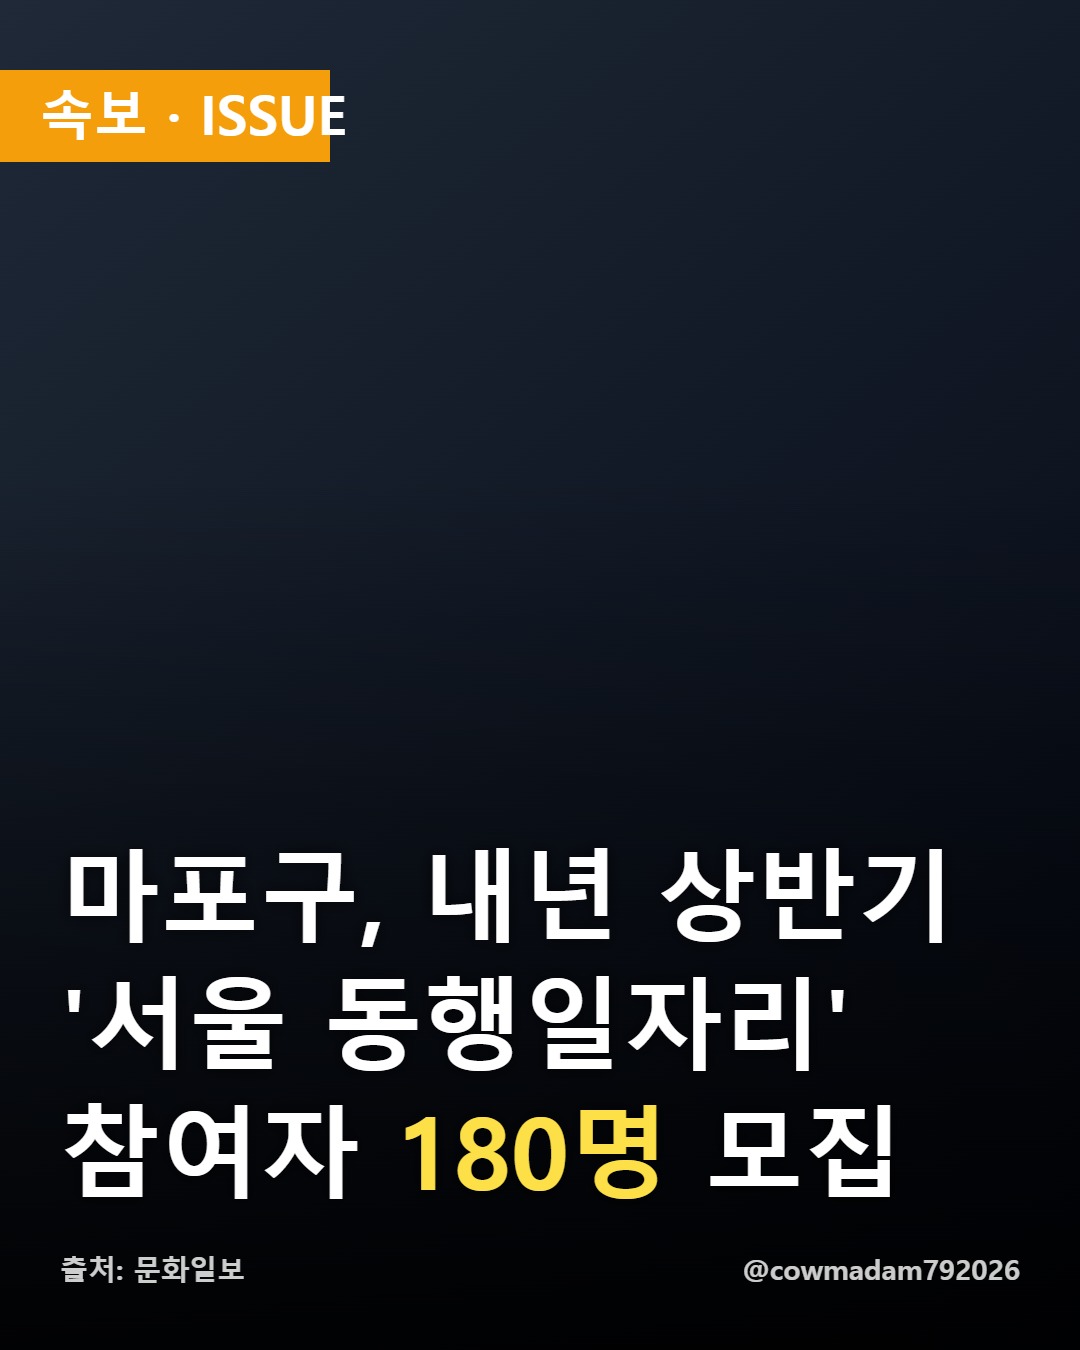 속보 · ISSUE
마포구, 내년 상반기
'서울 동행일자리'
참여자 180명 모집
출처: 문화일보
@cowmadam792026